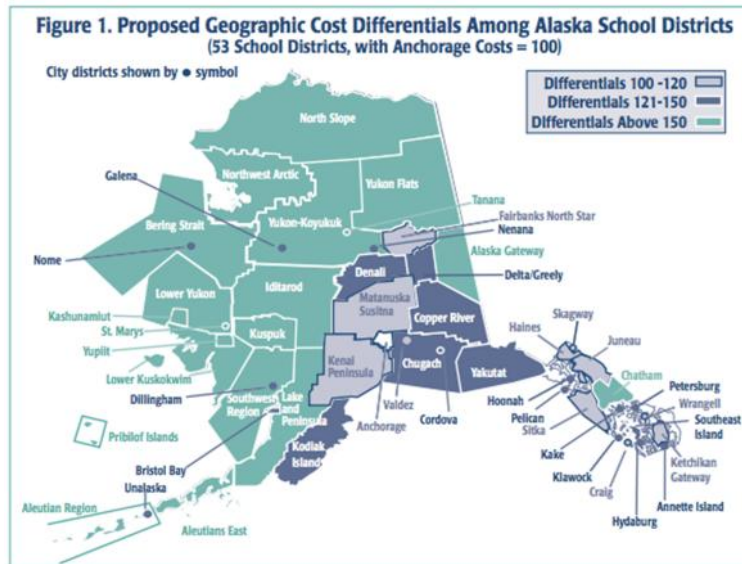 Figure 1. Proposed Geographic Cost Differentials Among Alaska School Districts
(53 School Districts, with Anchorage Costs = 100)
City districts shown by ● symbol
Differentials 100 -120
Differentials 121-150
Differentials Above 150
North Slope
Northwest Arctic
Galena
Yukon Flats
Tanana
Bering Strait
Yukon-Koyukuk
Fairbanks North Star
Nenana
Alaska Gateway
Nome
Denali
Delta/Greely
Iditarod
Lower Yukon
Matanuska
Susitna
Copper River
Skagway
Haines
Juneau
Kashunamiut
St. Marys
Kuspuk
Yupiit
Kenai
Peninsula
Chugach
Yakutat
Chatham
Lower Kuskokwim
Southwest
Region
Lake
and
Peninsula
Valdez
Cordova
Hoonah
Petersburg
Wrangell
Dillingham
Anchorage
Pelican
Sitka
Southeast
Island
Pribilof Islands
Kodiak
Island
Kake
Bristol Bay
Klawock
Ketchikan
Gateway
Unalaska
Craig
Annette Island
Aleutian Region
Aleutians East
Hydaburg